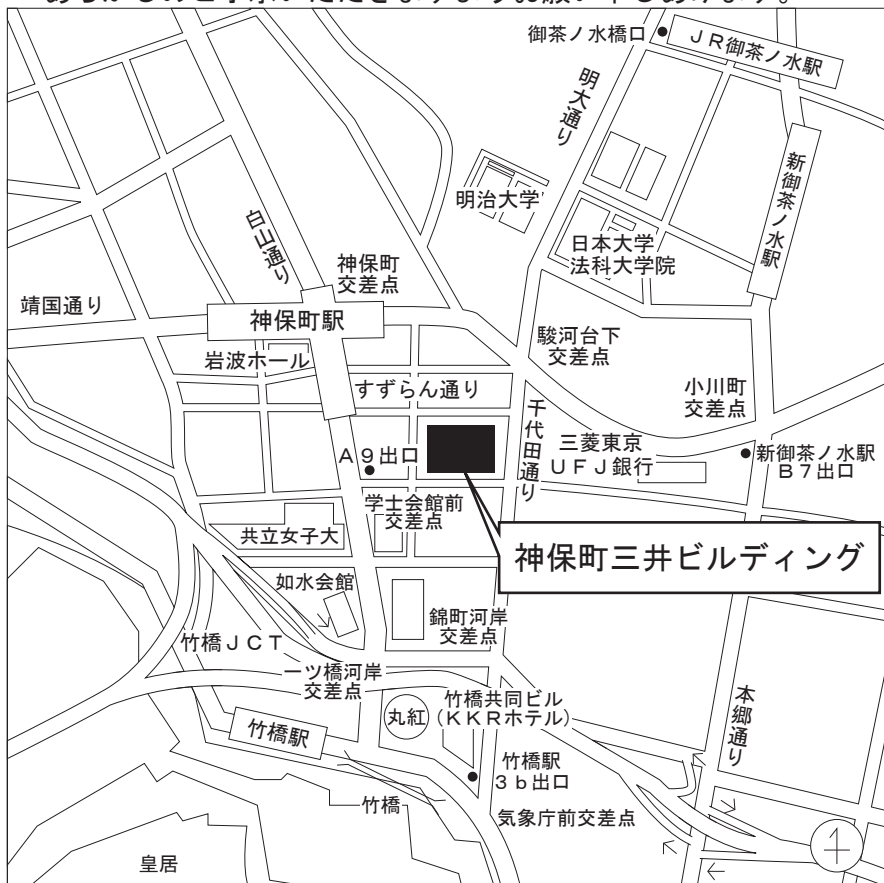 あらかじめご了承いただきますようお願い申しあげます。
御茶ノ水橋口
ＪＲ御茶ノ水駅
明大通り
新御茶ノ水駅
明治大学
白山通り
日本大学
法科大学院
神保町
交差点
靖国通り
神保町駅
駿河台下
交差点
岩波ホール
すずらん通り
小川町
交差点
千代田通り
三菱東京
ＵＦＪ銀行
Ａ９出口
新御茶ノ水駅
Ｂ７出口
学士会館前
交差点
共立女子大
神保町三井ビルディング
如水会館
錦町河岸
交差点
竹橋ＪＣＴ
一ツ橋河岸
交差点
本郷通り
竹橋共同ビル
（ＫＫＲホテル）
丸紅
竹橋駅
竹橋駅
３ｂ出口
竹橋
気象庁前交差点
皇居